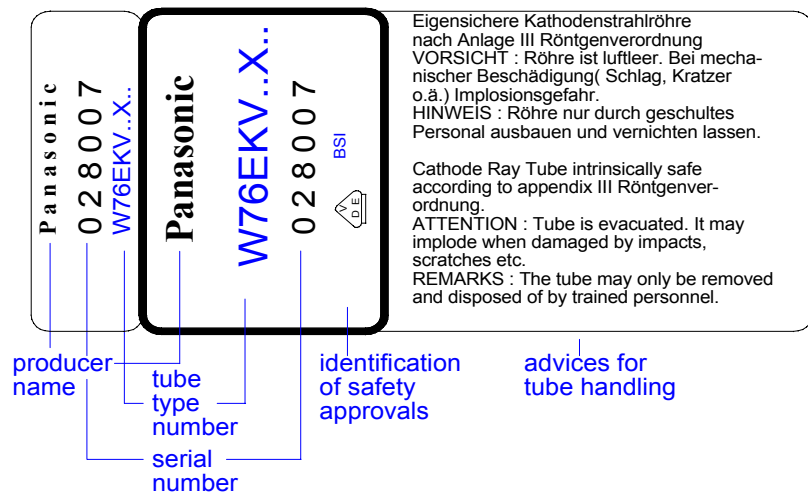 Panasonic
028007
W76EKV..X..
Panasonic
W76EKV..X..
028007
BSI
VDE
Eigensichere Kathodenstrahlröhre
nach Anlage III Röntgenverordnung
VORSICHT : Röhre ist luftleer. Bei mecha-
nischer Beschädigung( Schlag, Kratzer
o.ä.) Implosionsgefahr.
HINWEIS : Röhre nur durch geschultes
Personal ausbauen und vernichten lassen.
Cathode Ray Tube intrinsically safe
according to appendix III Röntgenver-
ordnung.
ATTENTION : Tube is evacuated. It may
implode when damaged by impacts,
scratches etc.
REMARKS : The tube may only be removed
and disposed of by trained personnel.
producer
name
tube
type
number
serial
number
identification
of safety
approvals
advices for
tube handling